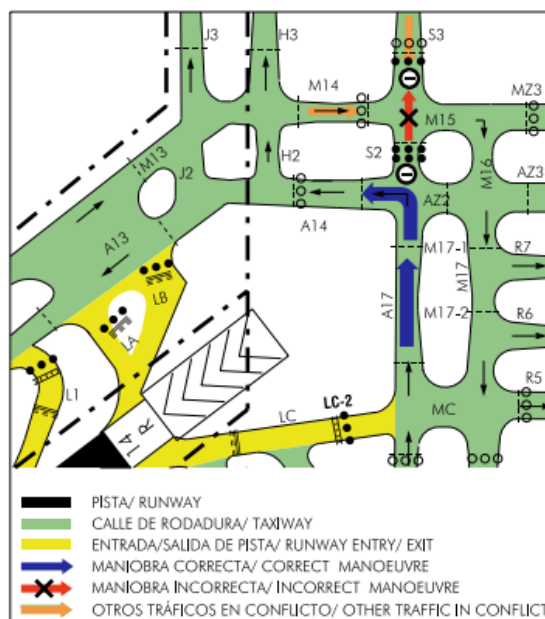 J3
H3
S3
M14
MZ3
M15
M13
J2
H2
S2
M16
AZ3
AZ2
A14
A13
M17-1
M17
R7
LB
A17
M17-2
R6
LA
L1
R5
LC-2
LC
MC
14 R
PISTA/ RUNWAY
CALLE DE RODADURA/ TAXIWAY
ENTRADA/SALIDA DE PISTA/ RUNWAY ENTRY/ EXIT
MANIOBRA CORRECTA/ CORRECT MANOEUVRE
MANIOBRA INCORRECTA/ INCORRECT MANOEUVRE
OTROS TRÁFICOS EN CONFLICTO/ OTHER TRAFFIC IN CONFLICT